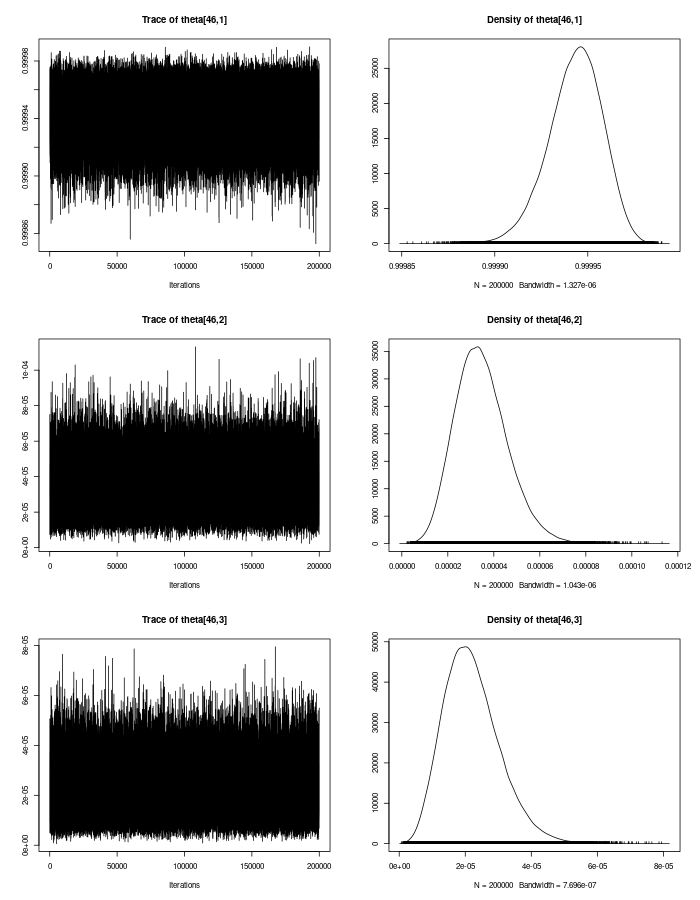 Trace of theta[46,1]
0.99986 0.99990 0.99994 0.99998
0 50000 100000 150000 200000
Iterations
Density of theta[46,1]
0 5000 10000 15000 20000 25000
0.99985 0.99990 0.99995
N = 200000 Bandwidth = 1.327e-06
Trace of theta[46,2]
0e+00 2e-05 4e-05 6e-05 8e-05 1e-04
0 50000 100000 150000 200000
Iterations
Density of theta[46,2]
0 5000 10000 15000 20000 25000 30000 35000
0.00000 0.00002 0.00004 0.00006 0.00008 0.00010 0.00012
N = 200000 Bandwidth = 1.043e-06
Trace of theta[46,3]
0e+00 2e-05 4e-05 6e-05 8e-05
0 50000 100000 150000 200000
Iterations
Density of theta[46,3]
0 10000 20000 30000 40000 50000
0e+00 2e-05 4e-05 6e-05 8e-05
N = 200000 Bandwidth = 7.696e-07